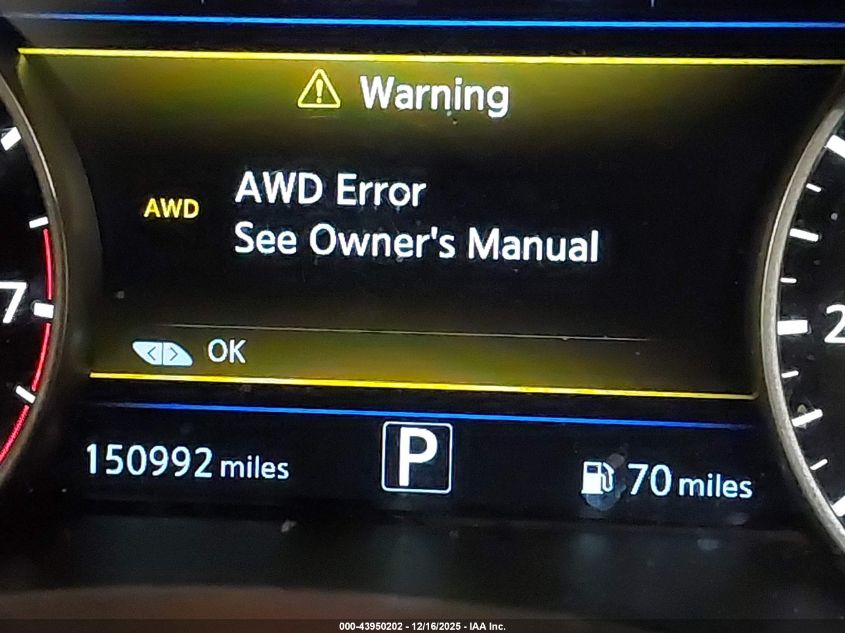 Warning
AWD
AWD Error
See Owner's Manual
OK
7
150992 miles
P
70 miles
000-43950202 - 12/16/2025 - IAA Inc.